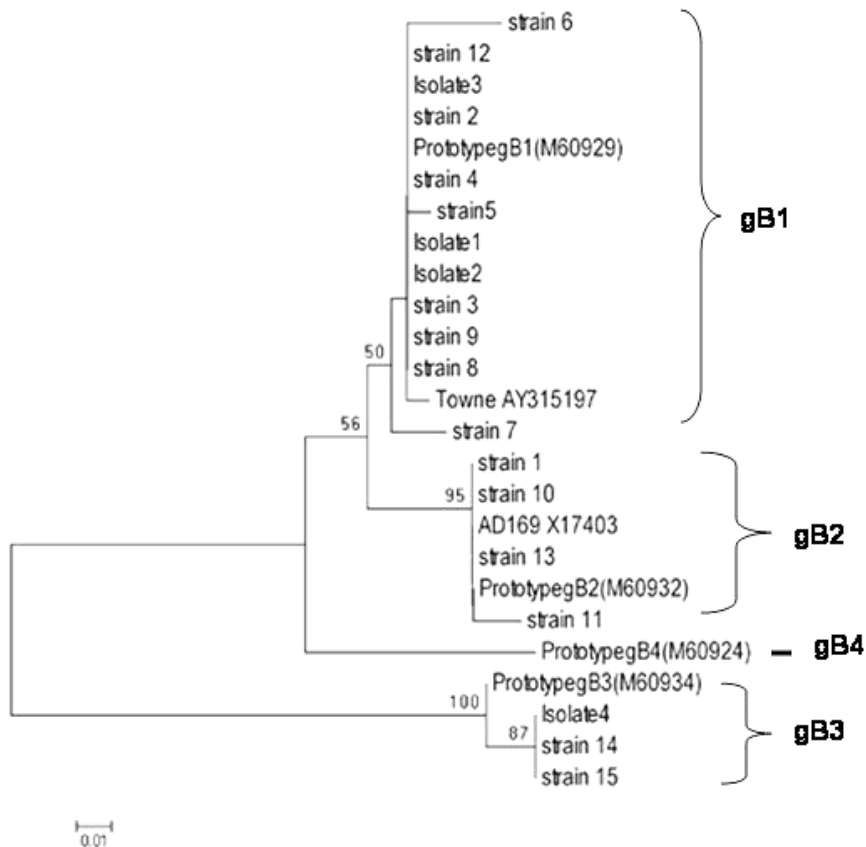 strain 6
strain 12
Isolate3
strain 2
PrototypegB1(M60929)
strain 4
strain5
gB1
Isolate1
Isolate2
strain 3
strain 9
50
strain 8
Towne AY315197
56
strain 7
strain 1
95
strain 10
AD169 X17403
gB2
strain 13
PrototypegB2(M60932)
strain 11
PrototypegB4(M60924)
gB4
PrototypegB3(M60934)
100
Isolate4
87
strain 14
gB3
strain 15
0.01